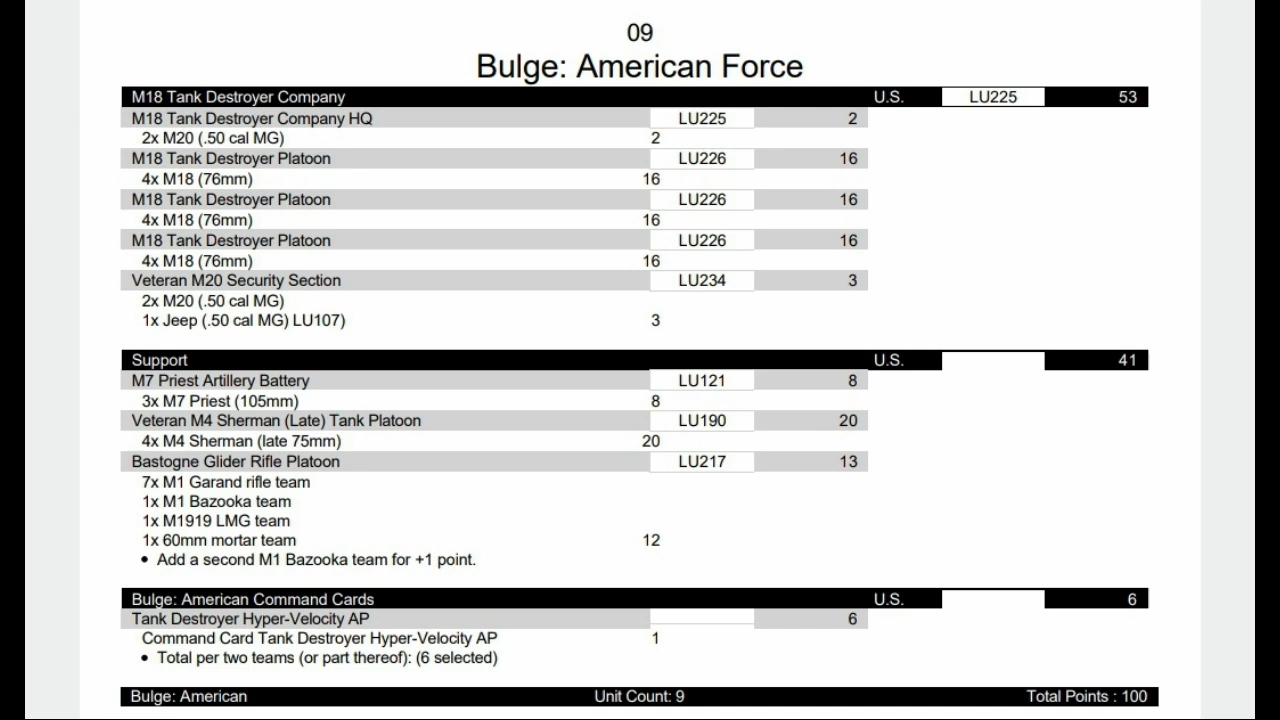 09
Bulge: American Force
M18 Tank Destroyer Company U.S. LU225 53
M18 Tank Destroyer Company HQ LU225 2
2x M20 (.50 cal MG) 2
M18 Tank Destroyer Platoon LU226 16
4x M18 (76mm) 16
M18 Tank Destroyer Platoon LU226 16
4x M18 (76mm) 16
M18 Tank Destroyer Platoon LU226 16
4x M18 (76mm) 16
Veteran M20 Security Section LU234 3
2x M20 (.50 cal MG)
1x Jeep (.50 cal MG) LU107) 3
Support U.S. 41
M7 Priest Artillery Battery LU121 8
3x M7 Priest (105mm) 8
Veteran M4 Sherman (Late) Tank Platoon LU190 20
4x M4 Sherman (late 75mm) 20
Bastogne Glider Rifle Platoon LU217 13
7x M1 Garand rifle team
1x M1 Bazooka team
1x M1919 LMG team
1x 60mm mortar team 12
• Add a second M1 Bazooka team for +1 point.
Bulge: American Command Cards U.S. 6
Tank Destroyer Hyper-Velocity AP 6
Command Card Tank Destroyer Hyper-Velocity AP 1
• Total per two teams (or part thereof): (6 selected)
Bulge: American Unit Count: 9 Total Points : 100